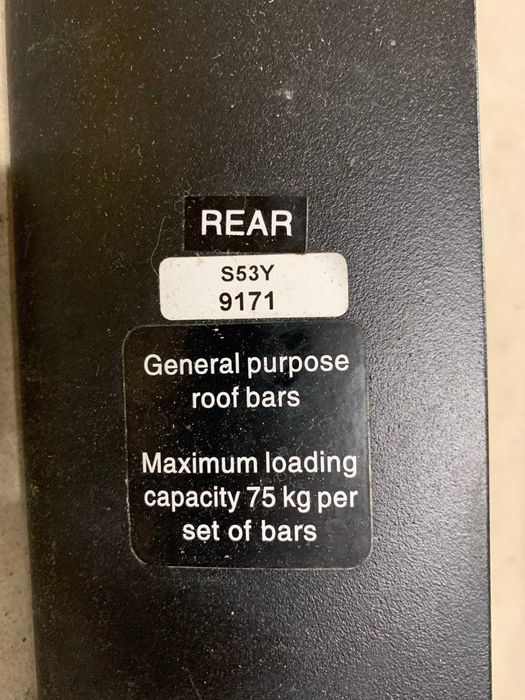 REAR
S53Y
9171
General purpose
roof bars
Maximum loading
capacity 75 kg per
set of bars